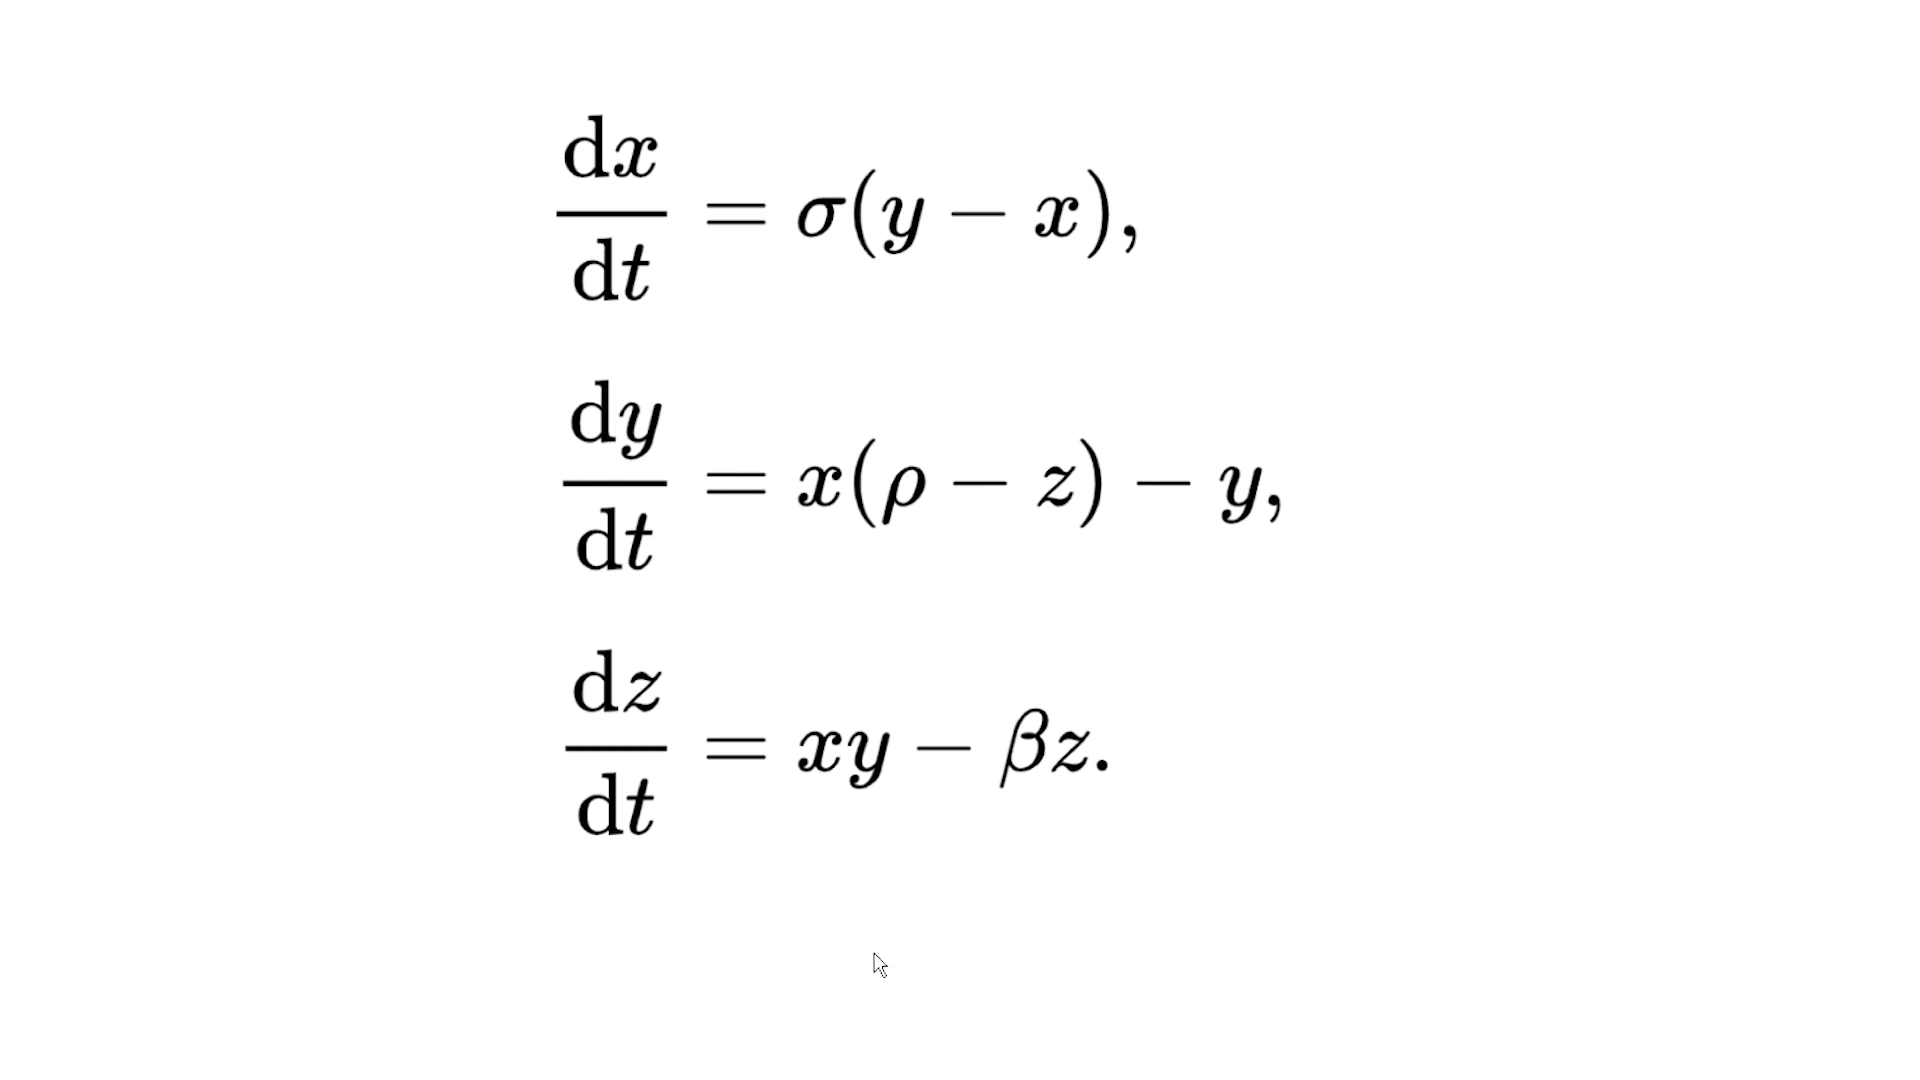 dx/dt = σ(y − x),
dy/dt = x(ρ − z) − y,
dz/dt = xy − βz.